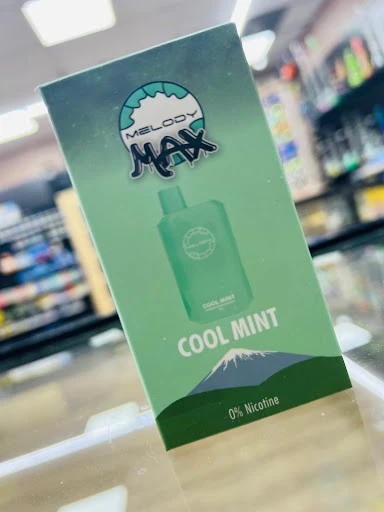 MELODY
MAX
COOL MINT
COOL MINT
0% Nicotine